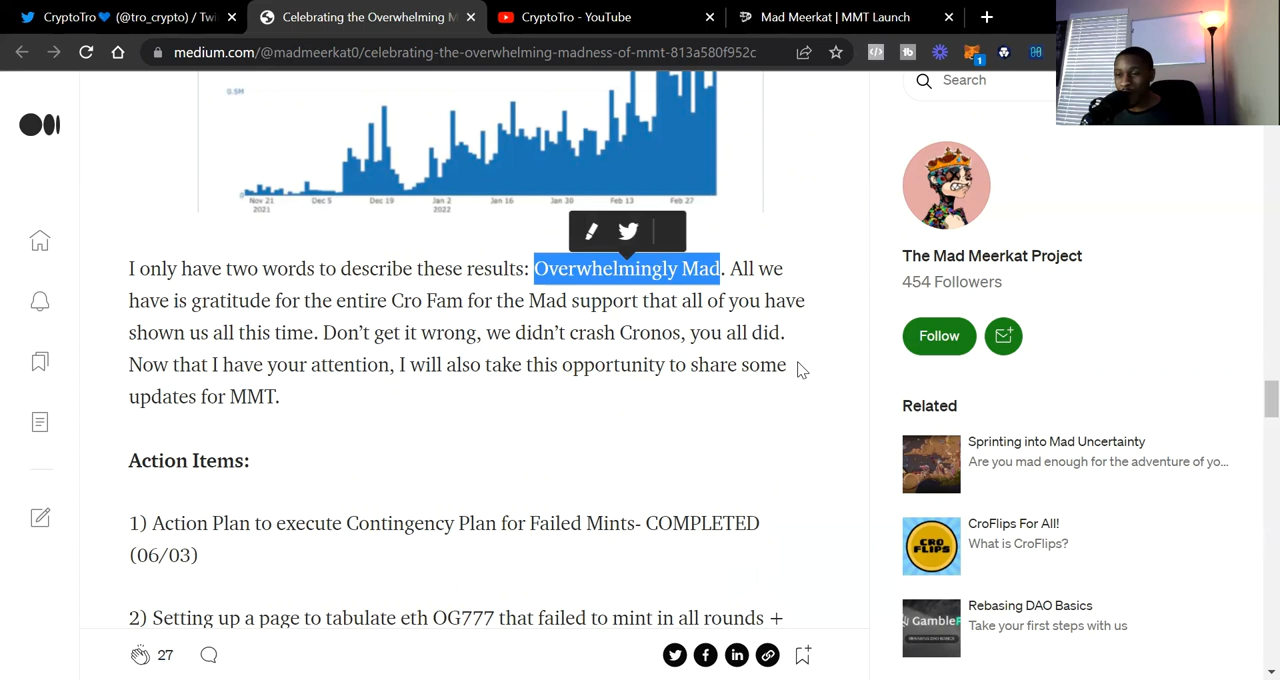 CryptoTro💙 (@tro_crypto) / Twi
Celebrating the Overwhelming M
CryptoTro - YouTube
Mad Meerkat | MMT Launch
medium.com/@madmeerkat0/celebrating-the-overwhelming-madness-of-mmt-813a580f952c
1
Search
0.5M
0
Nov 21
Dec 5
Dec 19
Jan 2
Jan 16
Jan 30
Feb 13
Feb 27
2021
2022
The Mad Meerkat Project
454 Followers
Follow
I only have two words to describe these results: Overwhelmingly Mad. All we
have is gratitude for the entire Cro Fam for the Mad support that all of you have
shown us all this time. Don’t get it wrong, we didn’t crash Cronos, you all did.
Now that I have your attention, I will also take this opportunity to share some
updates for MMT.
Action Items:
1) Action Plan to execute Contingency Plan for Failed Mints- COMPLETED
(06/03)
2) Setting up a page to tabulate eth OG777 that failed to mint in all rounds +
27
Related
Sprinting into Mad Uncertainty
Are you mad enough for the adventure of yo...
CroFlips For All!
What is CroFlips?
CRO
FLIPS
Rebasing DAO Basics
Take your first steps with us